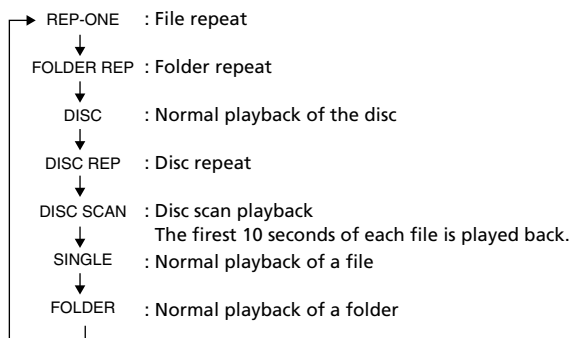 REP-ONE : File repeat
FOLDER REP : Folder repeat
DISC : Normal playback of the disc
DISC REP : Disc repeat
DISC SCAN : Disc scan playback
The firest 10 seconds of each file is played back.
SINGLE : Normal playback of a file
FOLDER : Normal playback of a folder